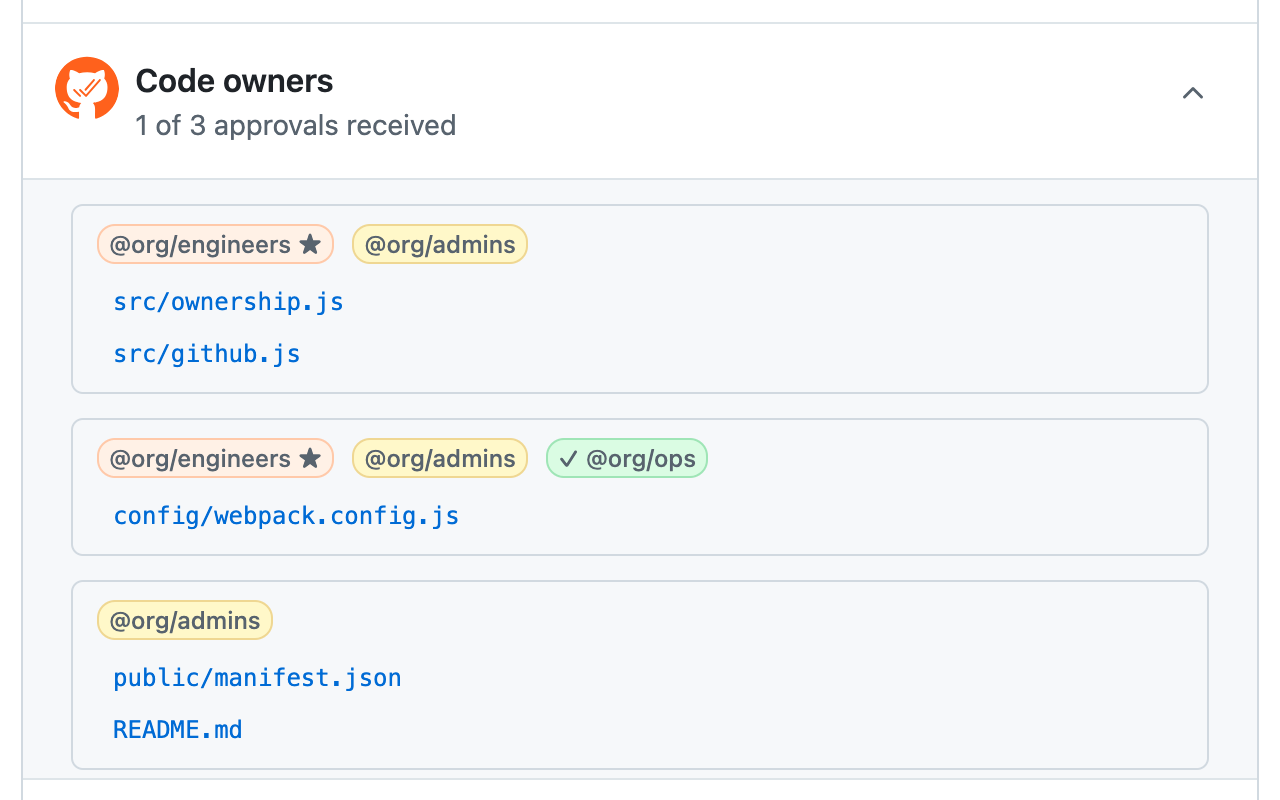 Code owners
1 of 3 approvals received
@org/engineers ★ @org/admins
src/ownership.js
src/github.js
@org/engineers ★ @org/admins ✓ @org/ops
config/webpack.config.js
@org/admins
public/manifest.json
README.md